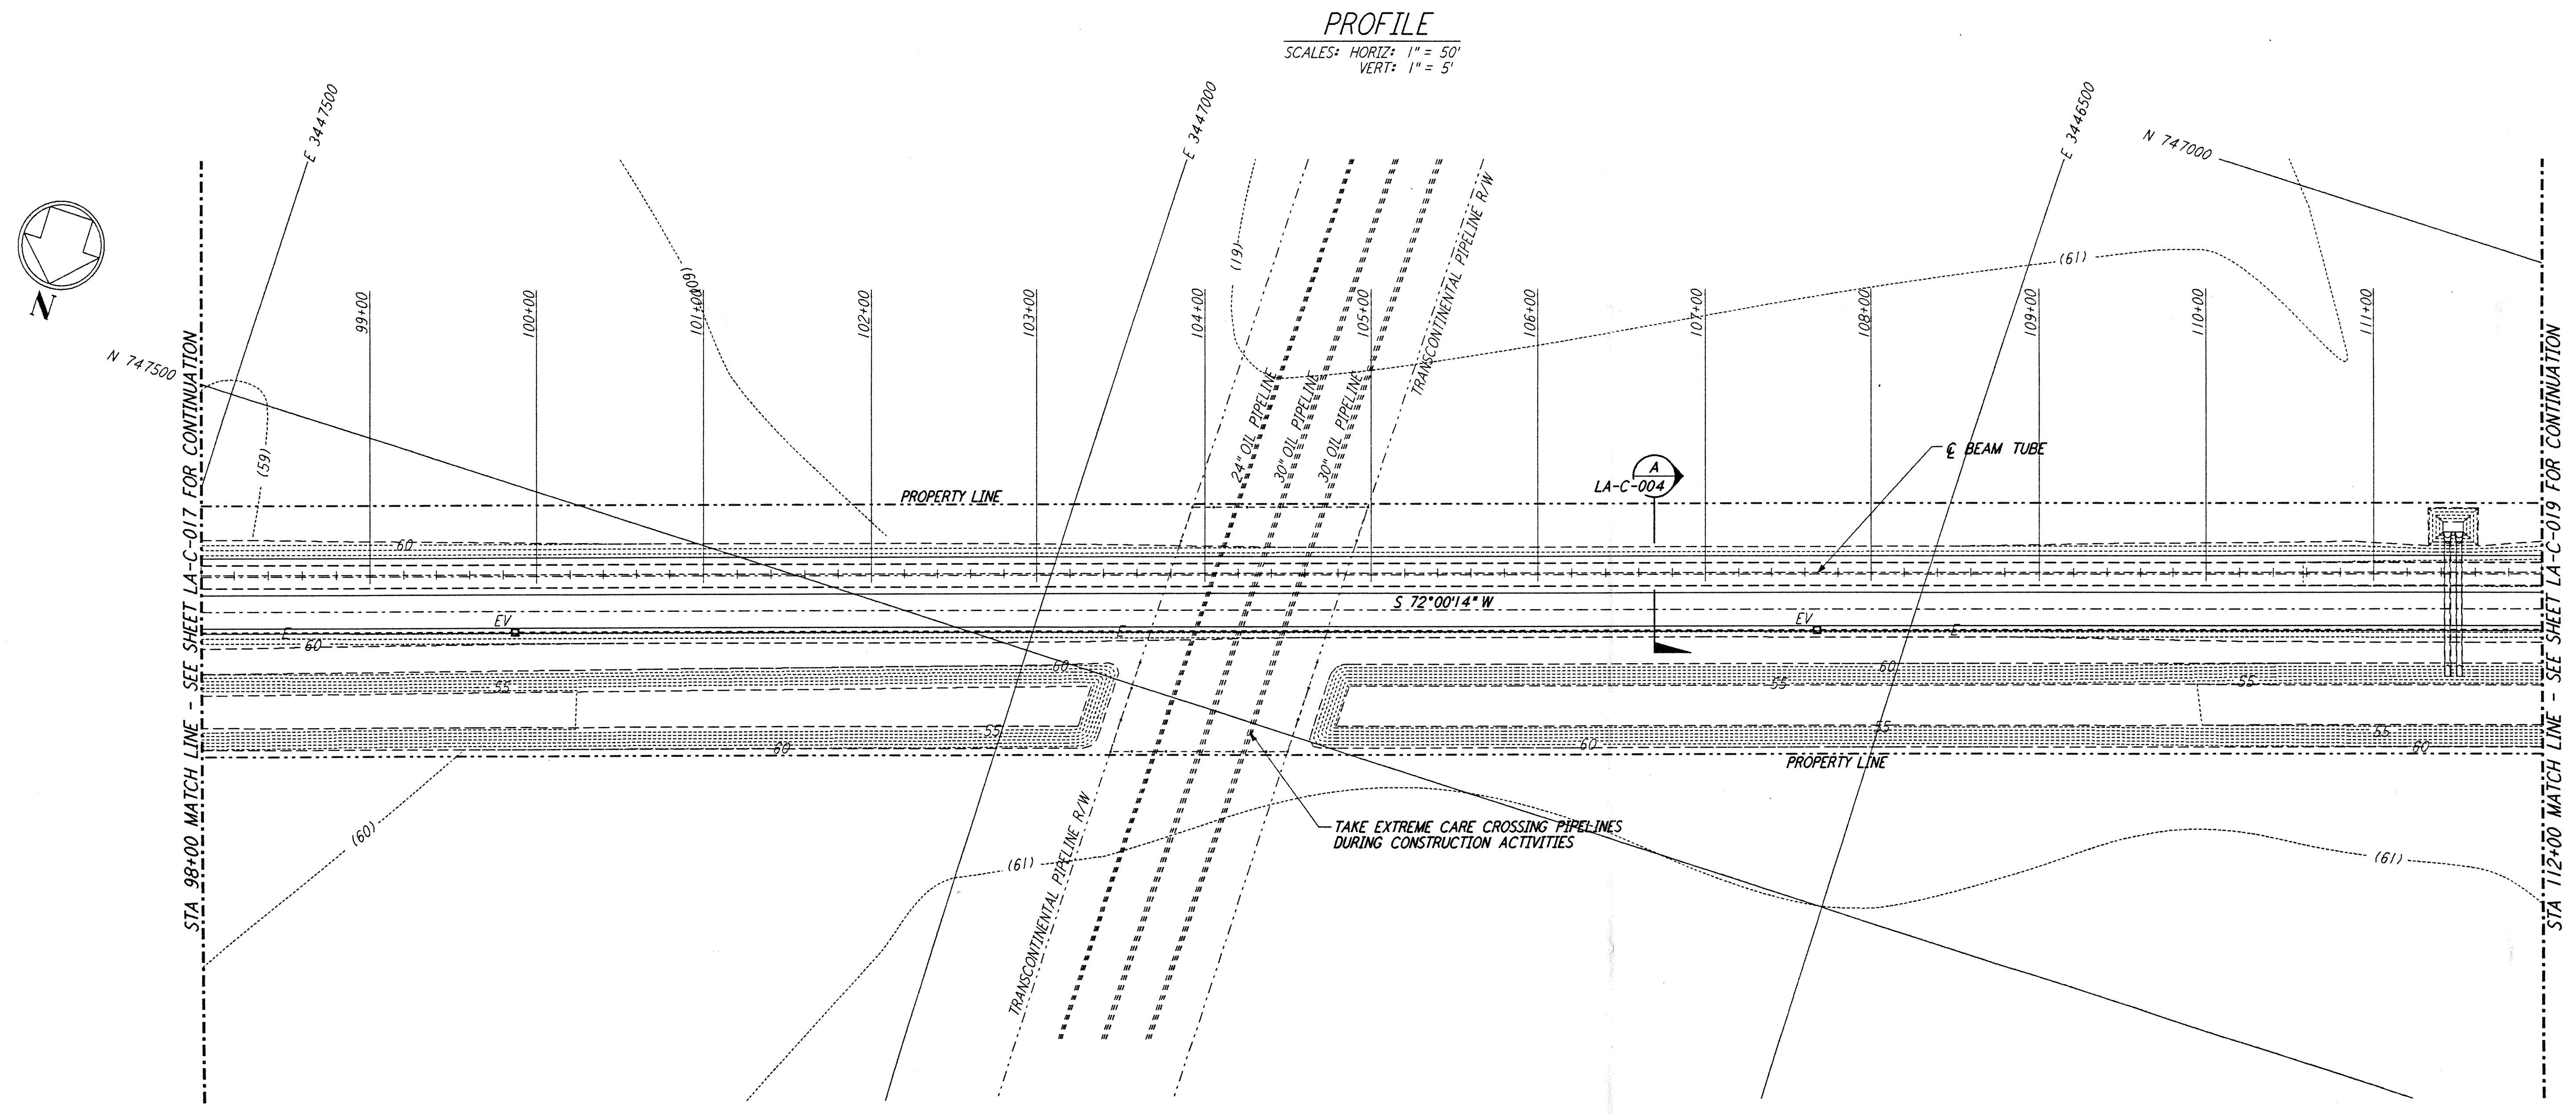 PROFILE
SCALES: HORIZ: 1" = 50'
VERT: 1" = 5'
E 3447500
E 3447000
E 3446500
N 747000
N
N 747500
(59)
(60)
(61)
(61)
99+00
100+00
101+00
102+00
103+00
104+00
105+00
106+00
107+00
108+00
109+00
110+00
111+00
TRANSCONTINENTAL PIPELINE R/W
24" OIL PIPELINE
30" OIL PIPELINE
30" OIL PIPELINE
STA 98+00 MATCH LINE - SEE SHEET LA-C-017 FOR CONTINUATION
STA 112+00 MATCH LINE - SEE SHEET LA-C-019 FOR CONTINUATION
PROPERTY LINE
A
LA-C-004
℄ BEAM TUBE
60
S 72°00'14" W
EV
EV
E
E
E
60
60
60
55
55
55
55
55
55
60
60
60
PROPERTY LINE
(60)
(61)
(61)
TRANSCONTINENTAL PIPELINE R/W
TAKE EXTREME CARE CROSSING PIPELINES
DURING CONSTRUCTION ACTIVITIES